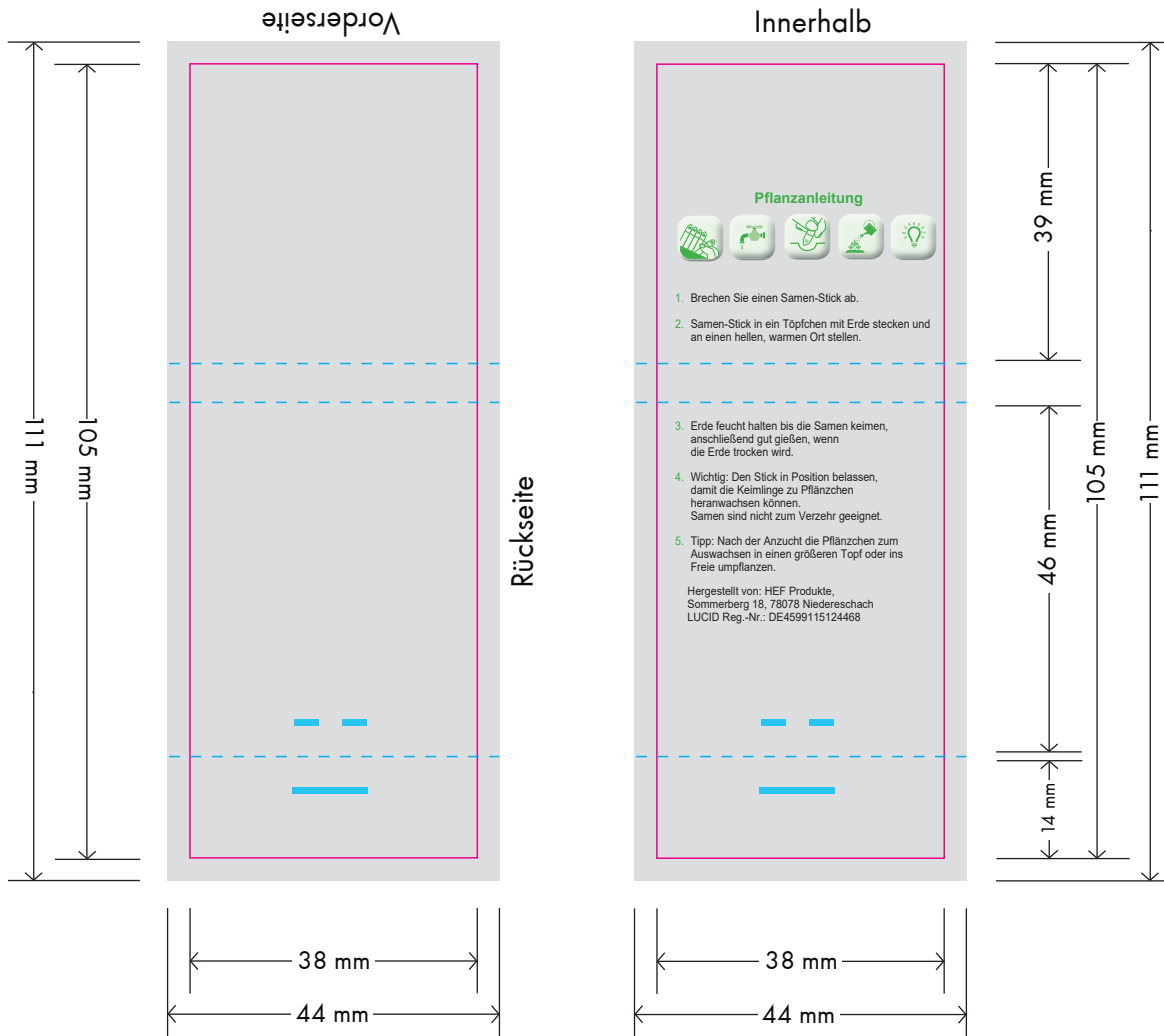 Vorderseite
Innerhalb
111 mm
105 mm
Rückseite
38 mm
44 mm
Pflanzanleitung
1. Brechen Sie einen Samen-Stick ab.
2. Samen-Stick in ein Töpfchen mit Erde stecken und
an einen hellen, warmen Ort stellen.
3. Erde feucht halten bis die Samen keimen,
anschließend gut gießen, wenn
die Erde trocken wird.
4. Wichtig: Den Stick in Position belassen,
damit die Keimlinge zu Pflänzchen
heranwachsen können.
Samen sind nicht zum Verzehr geeignet.
5. Tipp: Nach der Anzucht die Pflänzchen zum
Auswachsen in einen größeren Topf oder ins
Freie umpflanzen.
Hergestellt von: HEF Produkte,
Sommerberg 18, 78078 Niedereschach
LUCID Reg.-Nr.: DE4599115124468
39 mm
46 mm
14 mm
105 mm
111 mm
38 mm
44 mm